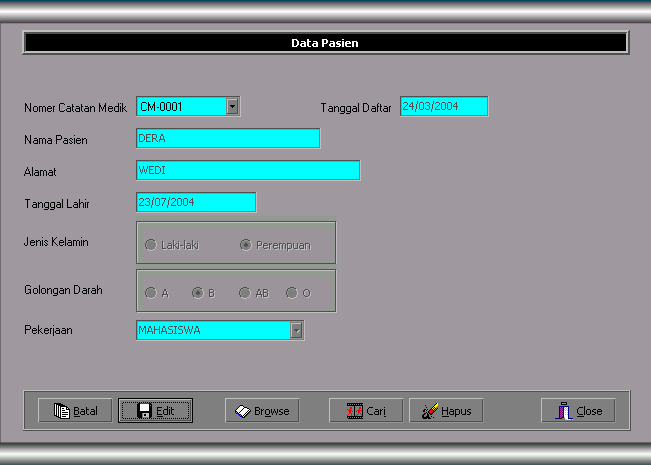 Data Pasien
Nomer Catatan Medik CM-0001 Tanggal Daftar 24/03/2004
Nama Pasien DERA
Alamat WEDI
Tanggal Lahir 23/07/2004
Jenis Kelamin Laki-laki Perempuan
Golongan Darah A B AB O
Pekerjaan MAHASISWA
Batal Edit Browse Cari Hapus Close